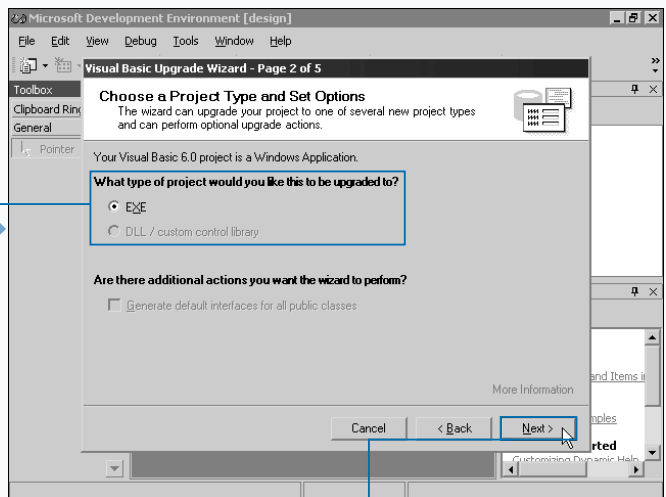 Microsoft Development Environment [design]
File Edit View Debug Tools Window Help
Toolbox
Clipboard Ring
General
Pointer
Visual Basic Upgrade Wizard - Page 2 of 5
Choose a Project Type and Set Options
The wizard can upgrade your project to one of several new project types
and can perform optional upgrade actions.
Your Visual Basic 6.0 project is a Windows Application.
What type of project would you like this to be upgraded to?
EXE
DLL / custom control library
Are there additional actions you want the wizard to perform?
Generate default interfaces for all public classes
More Information
Cancel < Back Next >
and Items i
mples
rted
Customizing Dynamic Help